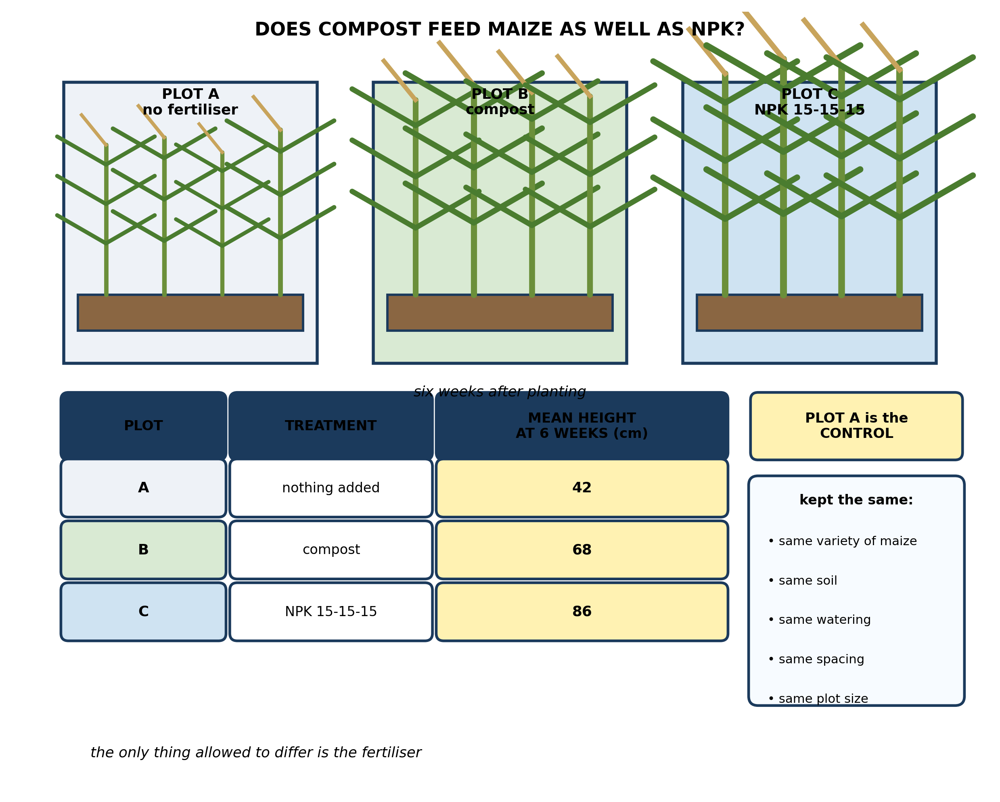 DOES COMPOST FEED MAIZE AS WELL AS NPK?
PLOT A
no fertiliser
PLOT B
compost
PLOT C
NPK 15-15-15
six weeks after planting
PLOT
TREATMENT
MEAN HEIGHT
AT 6 WEEKS (cm)
A
nothing added
42
B
compost
68
C
NPK 15-15-15
86
PLOT A is the
CONTROL
kept the same:
• same variety of maize
• same soil
• same watering
• same spacing
• same plot size
the only thing allowed to differ is the fertiliser